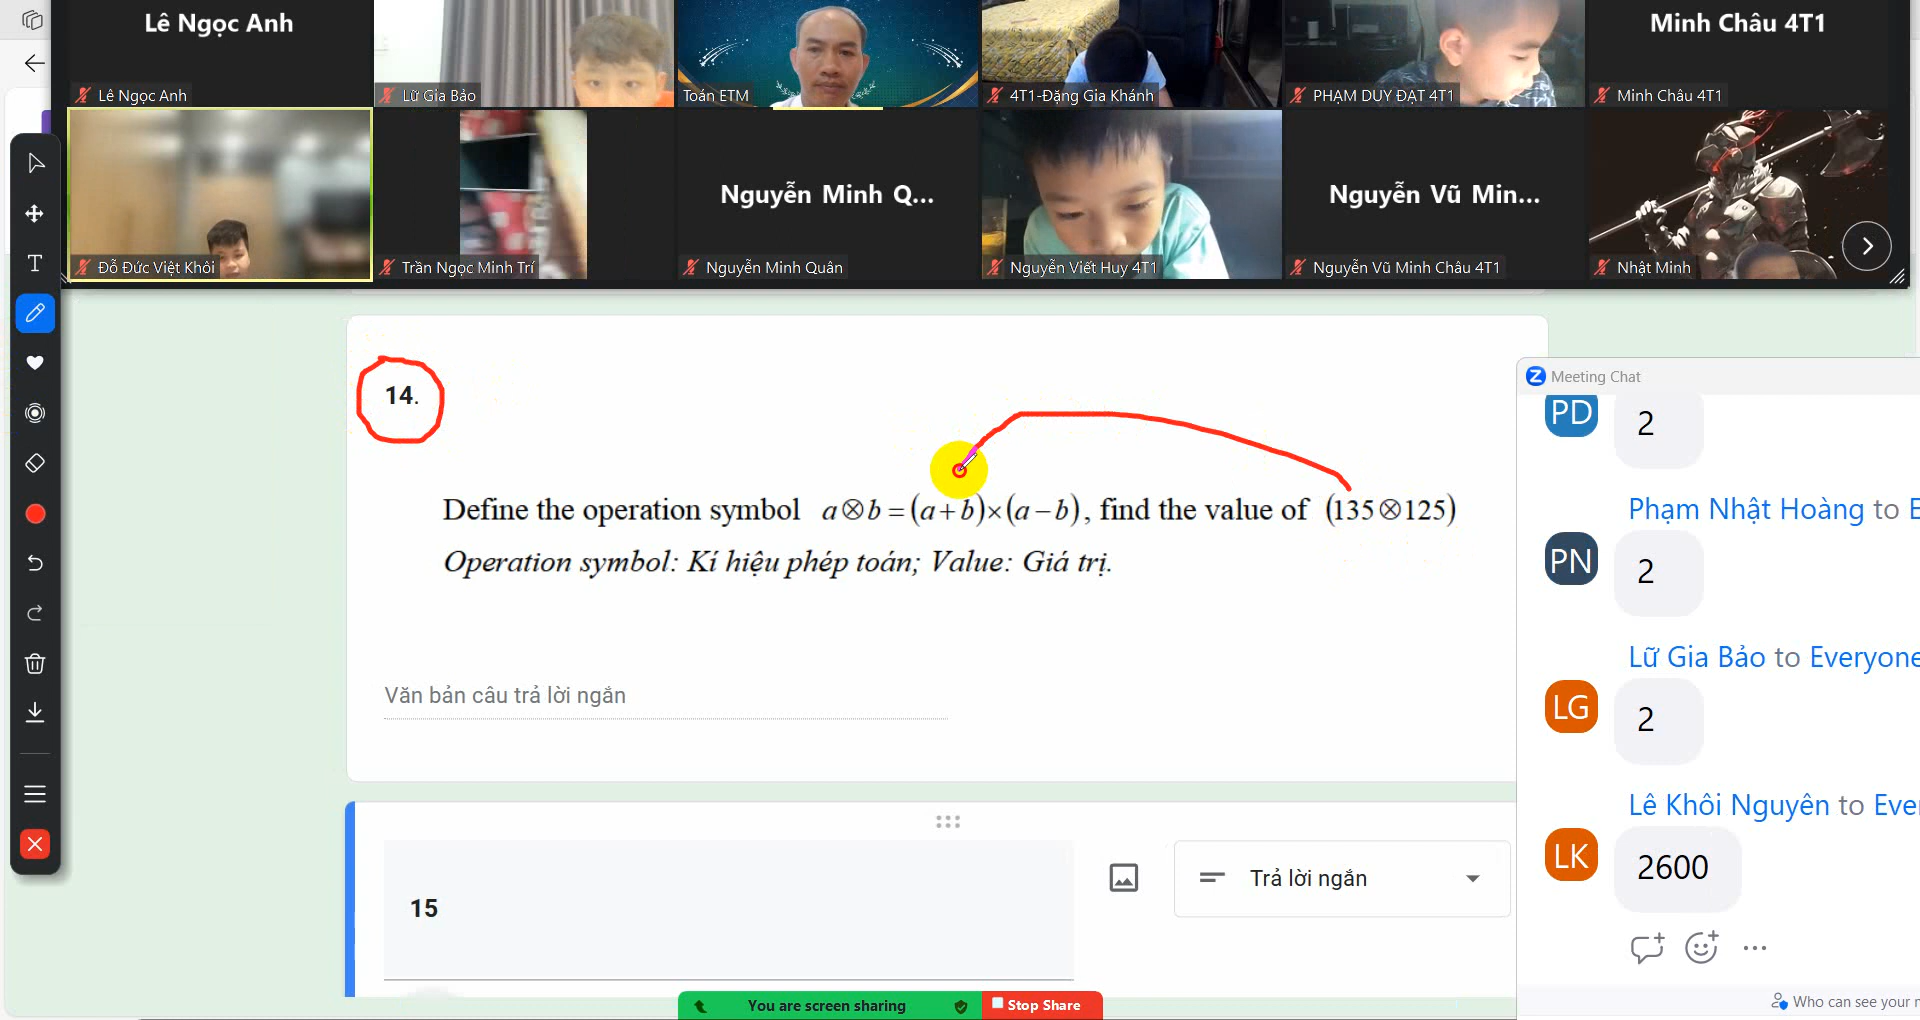 Lê Ngọc Anh
Minh Châu 4T1
Lê Ngọc Anh
Lữ Gia Bảo
Toán ETM
4T1-Đặng Gia Khánh
PHẠM DUY ĐẠT 4T1
Minh Châu 4T1
Nguyễn Minh Q...
Nguyễn Vũ Min...
Đỗ Đức Việt Khôi
Trần Ngọc Minh Trí
Nguyễn Minh Quân
Nguyễn Viết Huy 4T1
Nguyễn Vũ Minh Châu 4T1
Nhật Minh
14.
Define the operation symbol a⊗b=(a+b)×(a−b), find the value of (135⊗125)
Operation symbol: Kí hiệu phép toán; Value: Giá trị.
Văn bản câu trả lời ngắn
15
Trả lời ngắn
Meeting Chat
PD
2
Phạm Nhật Hoàng to E
PN
2
Lữ Gia Bảo to Everyone
LG
2
Lê Khôi Nguyên to Eve
LK
2600
Who can see your
You are screen sharing
Stop Share